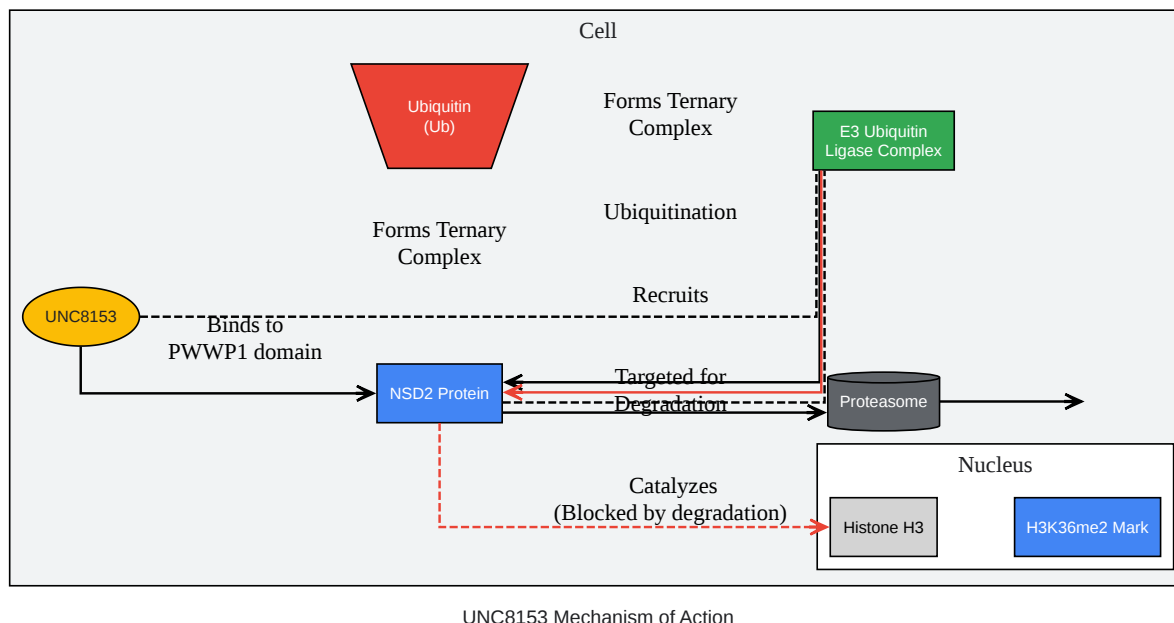 Cell
Ubiquitin
(Ub)
Forms Ternary
Complex
E3 Ubiquitin
Ligase Complex
Ubiquitination
Forms Ternary
Complex
Recruits
UNC8153
Binds to
PWWP1 domain
NSD2 Protein
Targeted for
Degradation
Proteasome
Nucleus
Catalyzes
(Blocked by degradation)
Histone H3
H3K36me2 Mark
UNC8153 Mechanism of Action